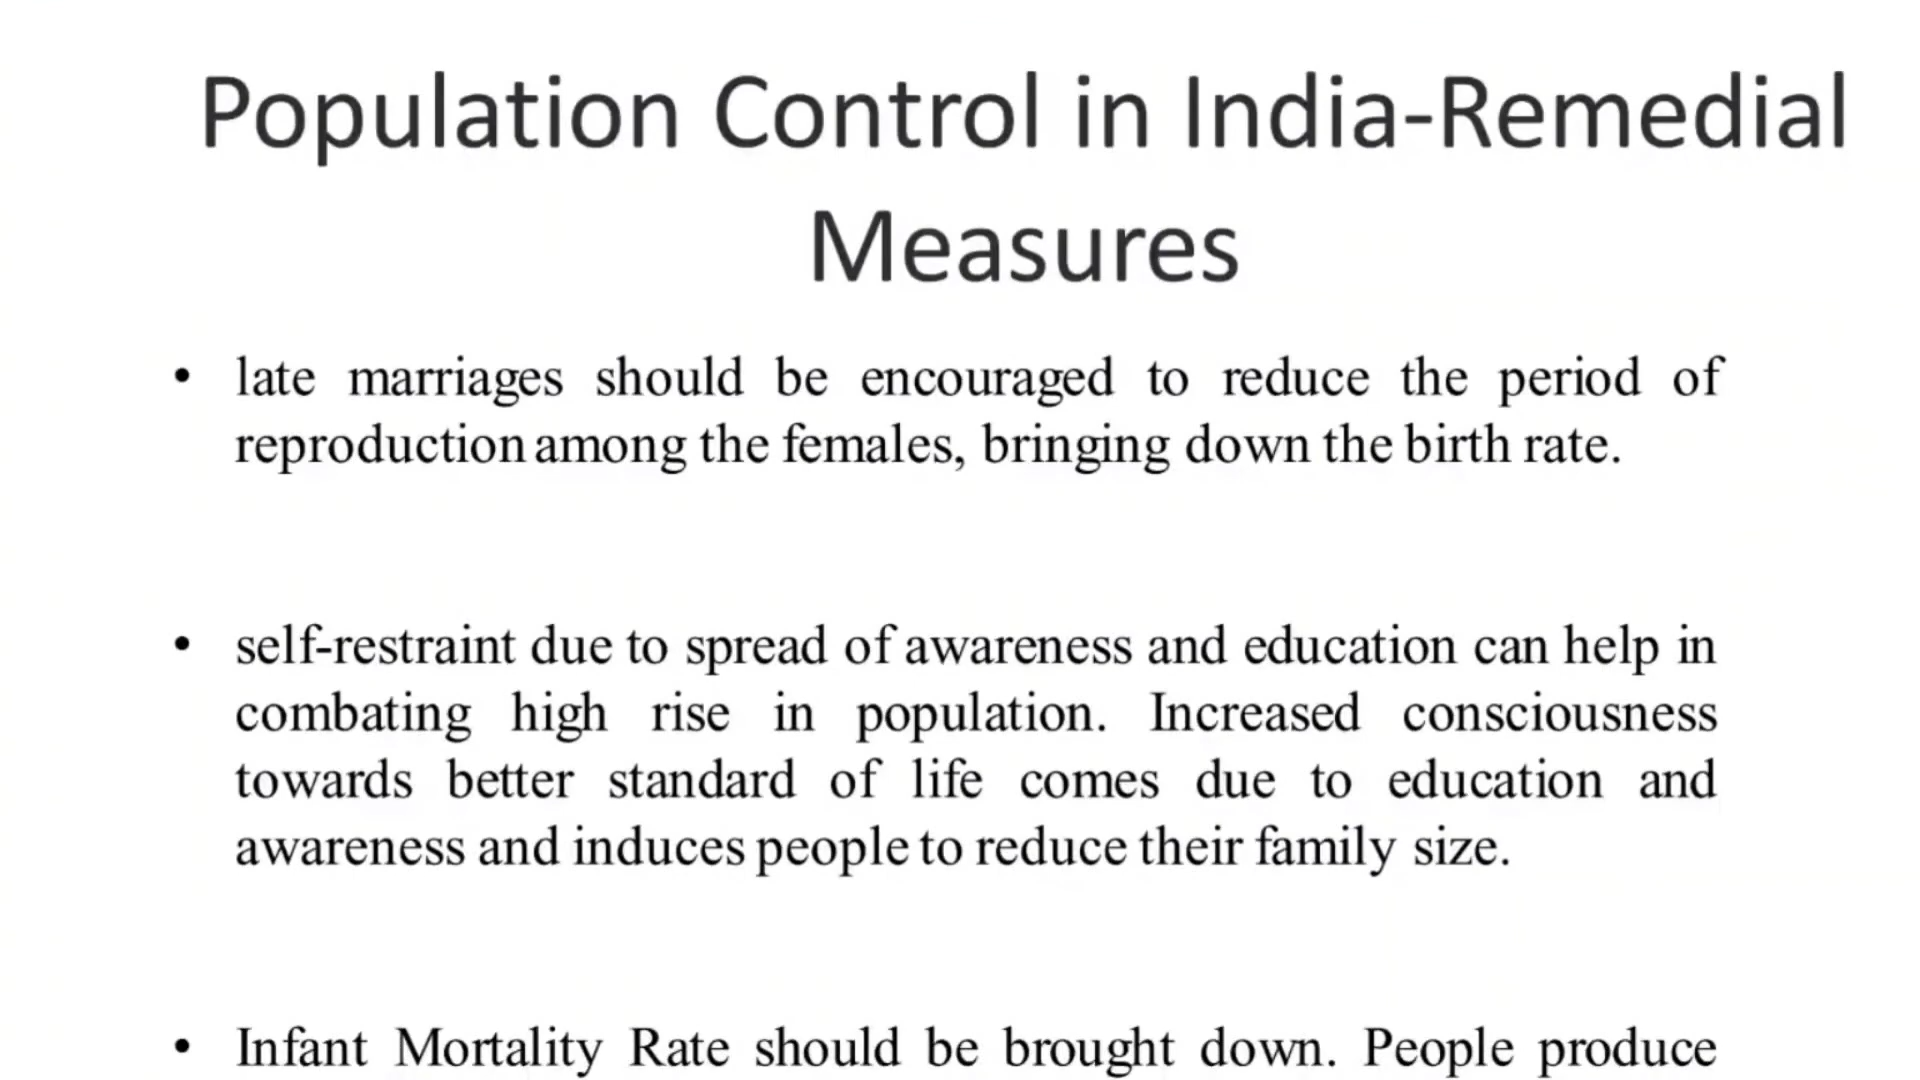 Population Control in India-Remedial
Measures
• late marriages should be encouraged to reduce the period of
reproduction among the females, bringing down the birth rate.
• self-restraint due to spread of awareness and education can help in
combating high rise in population. Increased consciousness
towards better standard of life comes due to education and
awareness and induces people to reduce their family size.
• Infant Mortality Rate should be brought down. People produce